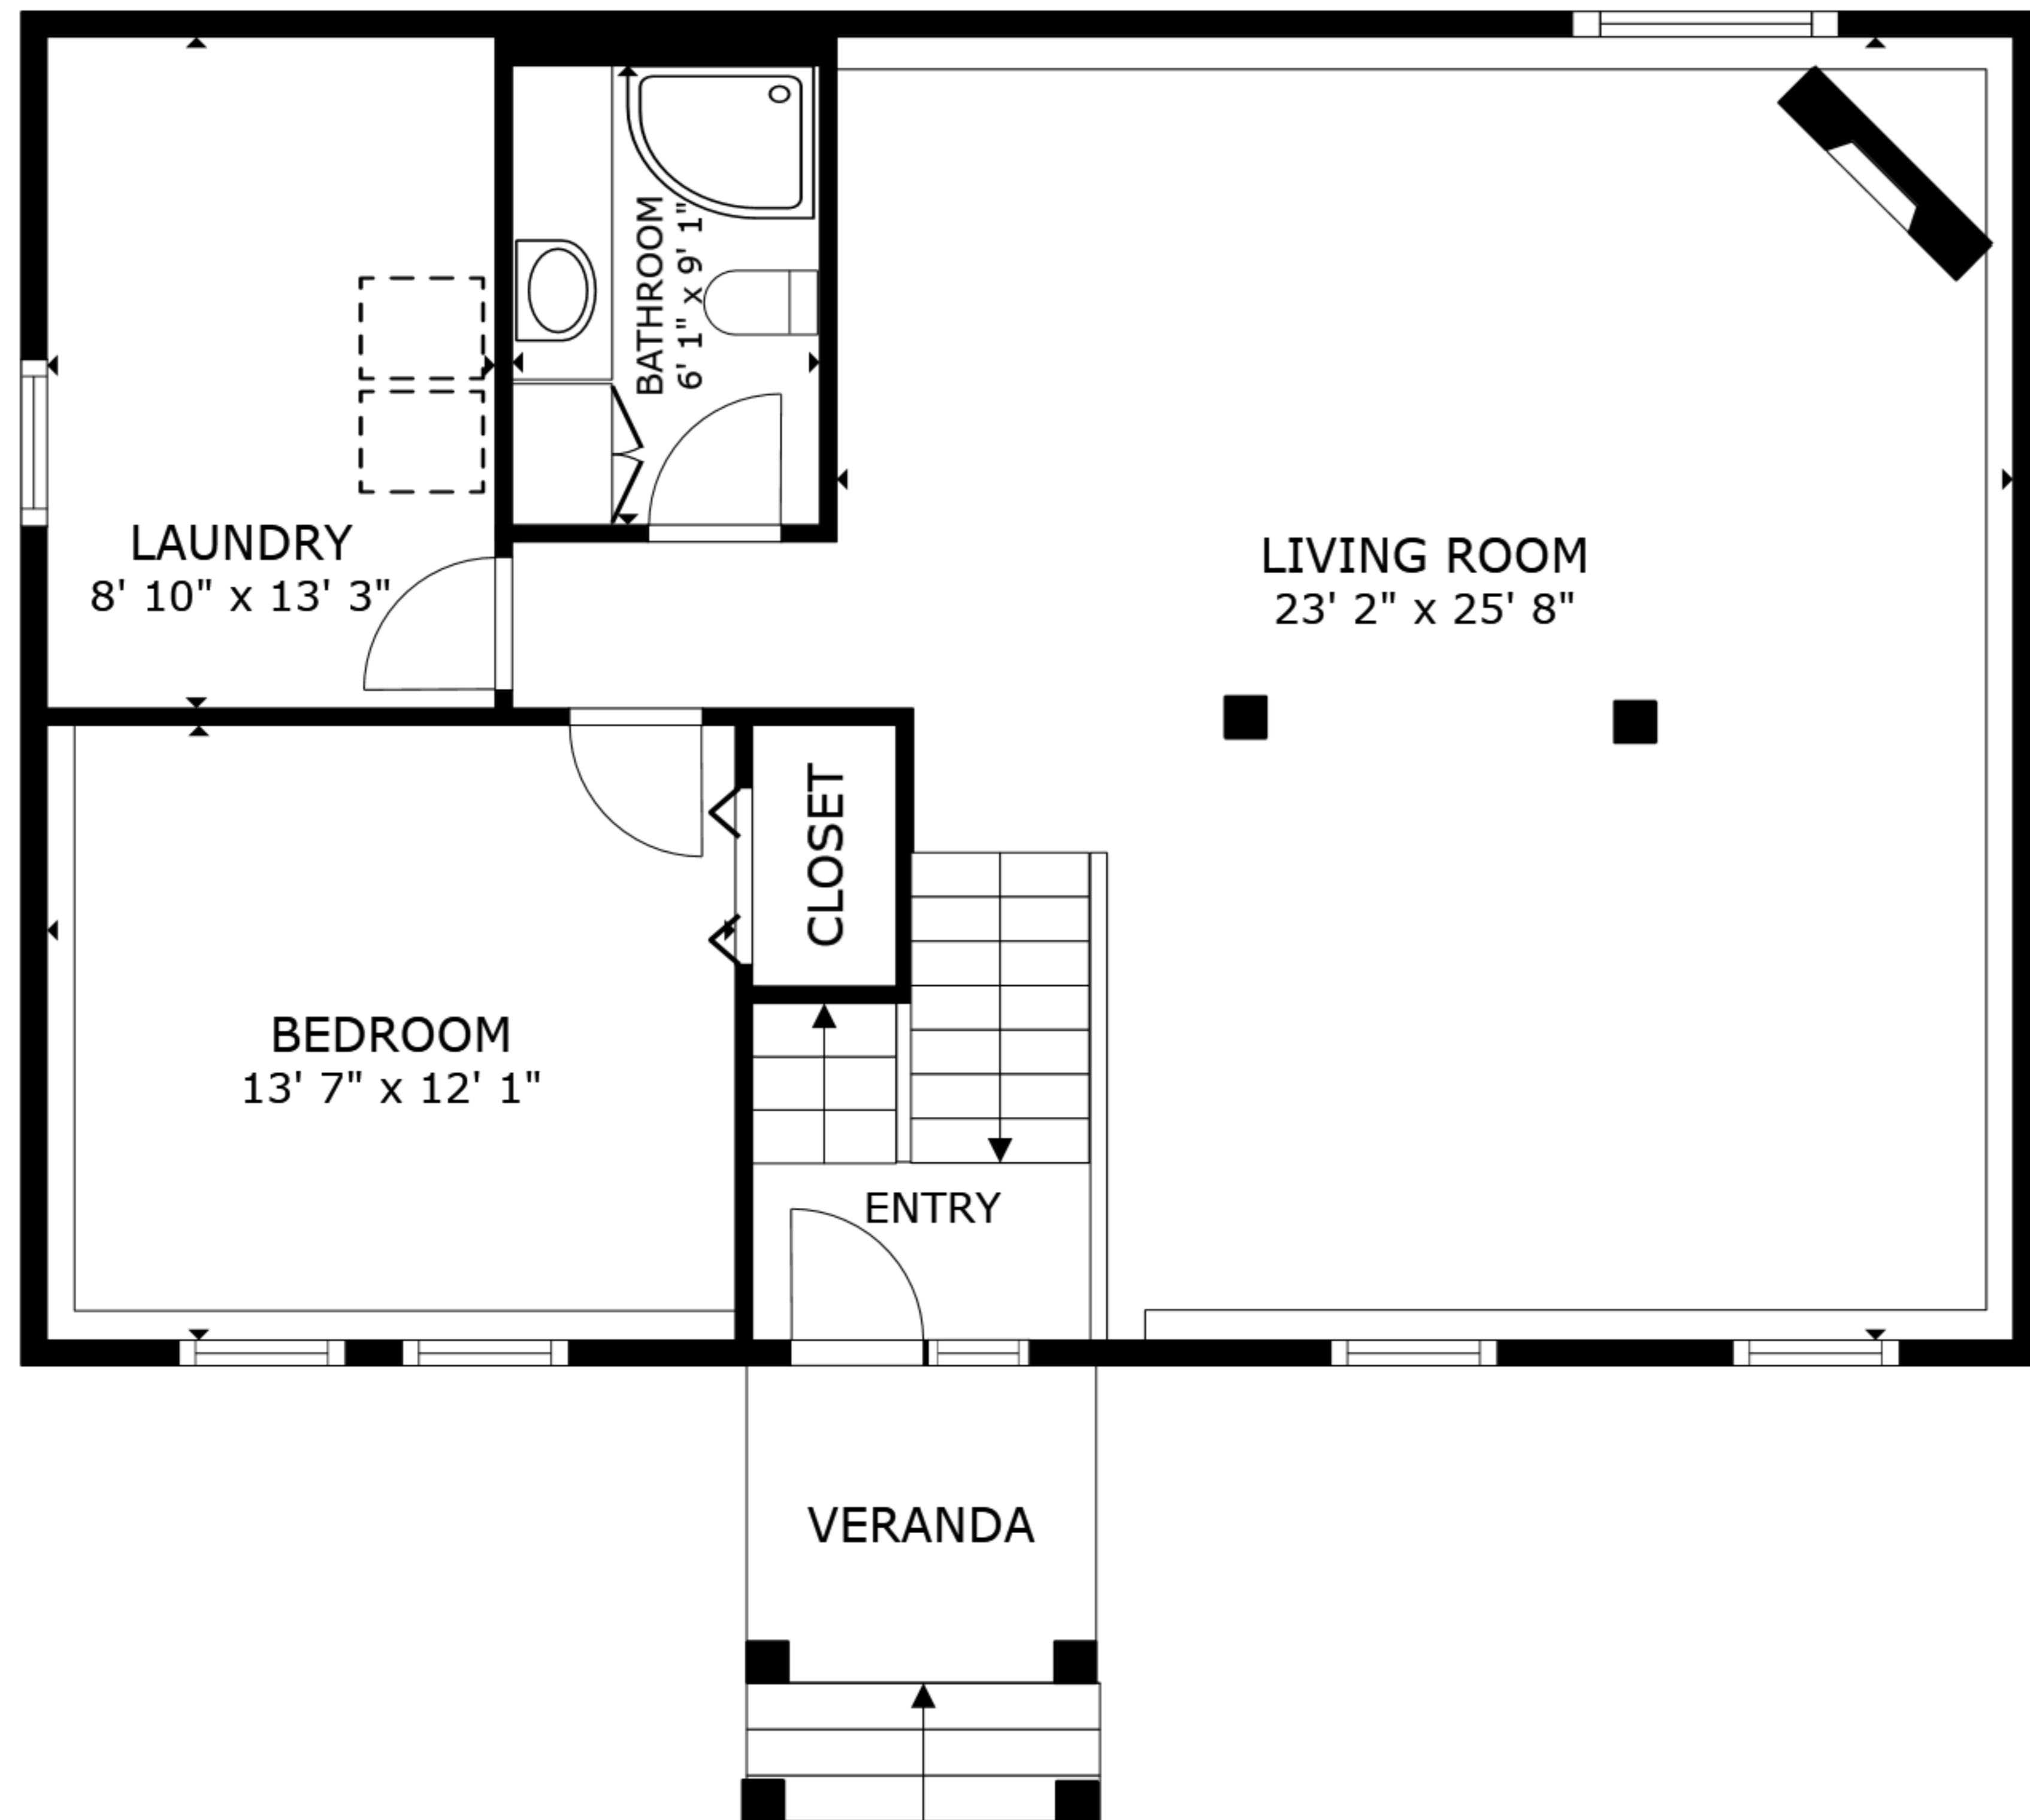 BATHROOM
6' 1" x 9' 1"
LAUNDRY
8' 10" x 13' 3"
LIVING ROOM
23' 2" x 25' 8"
CLOSET
BEDROOM
13' 7" x 12' 1"
ENTRY
VERANDA